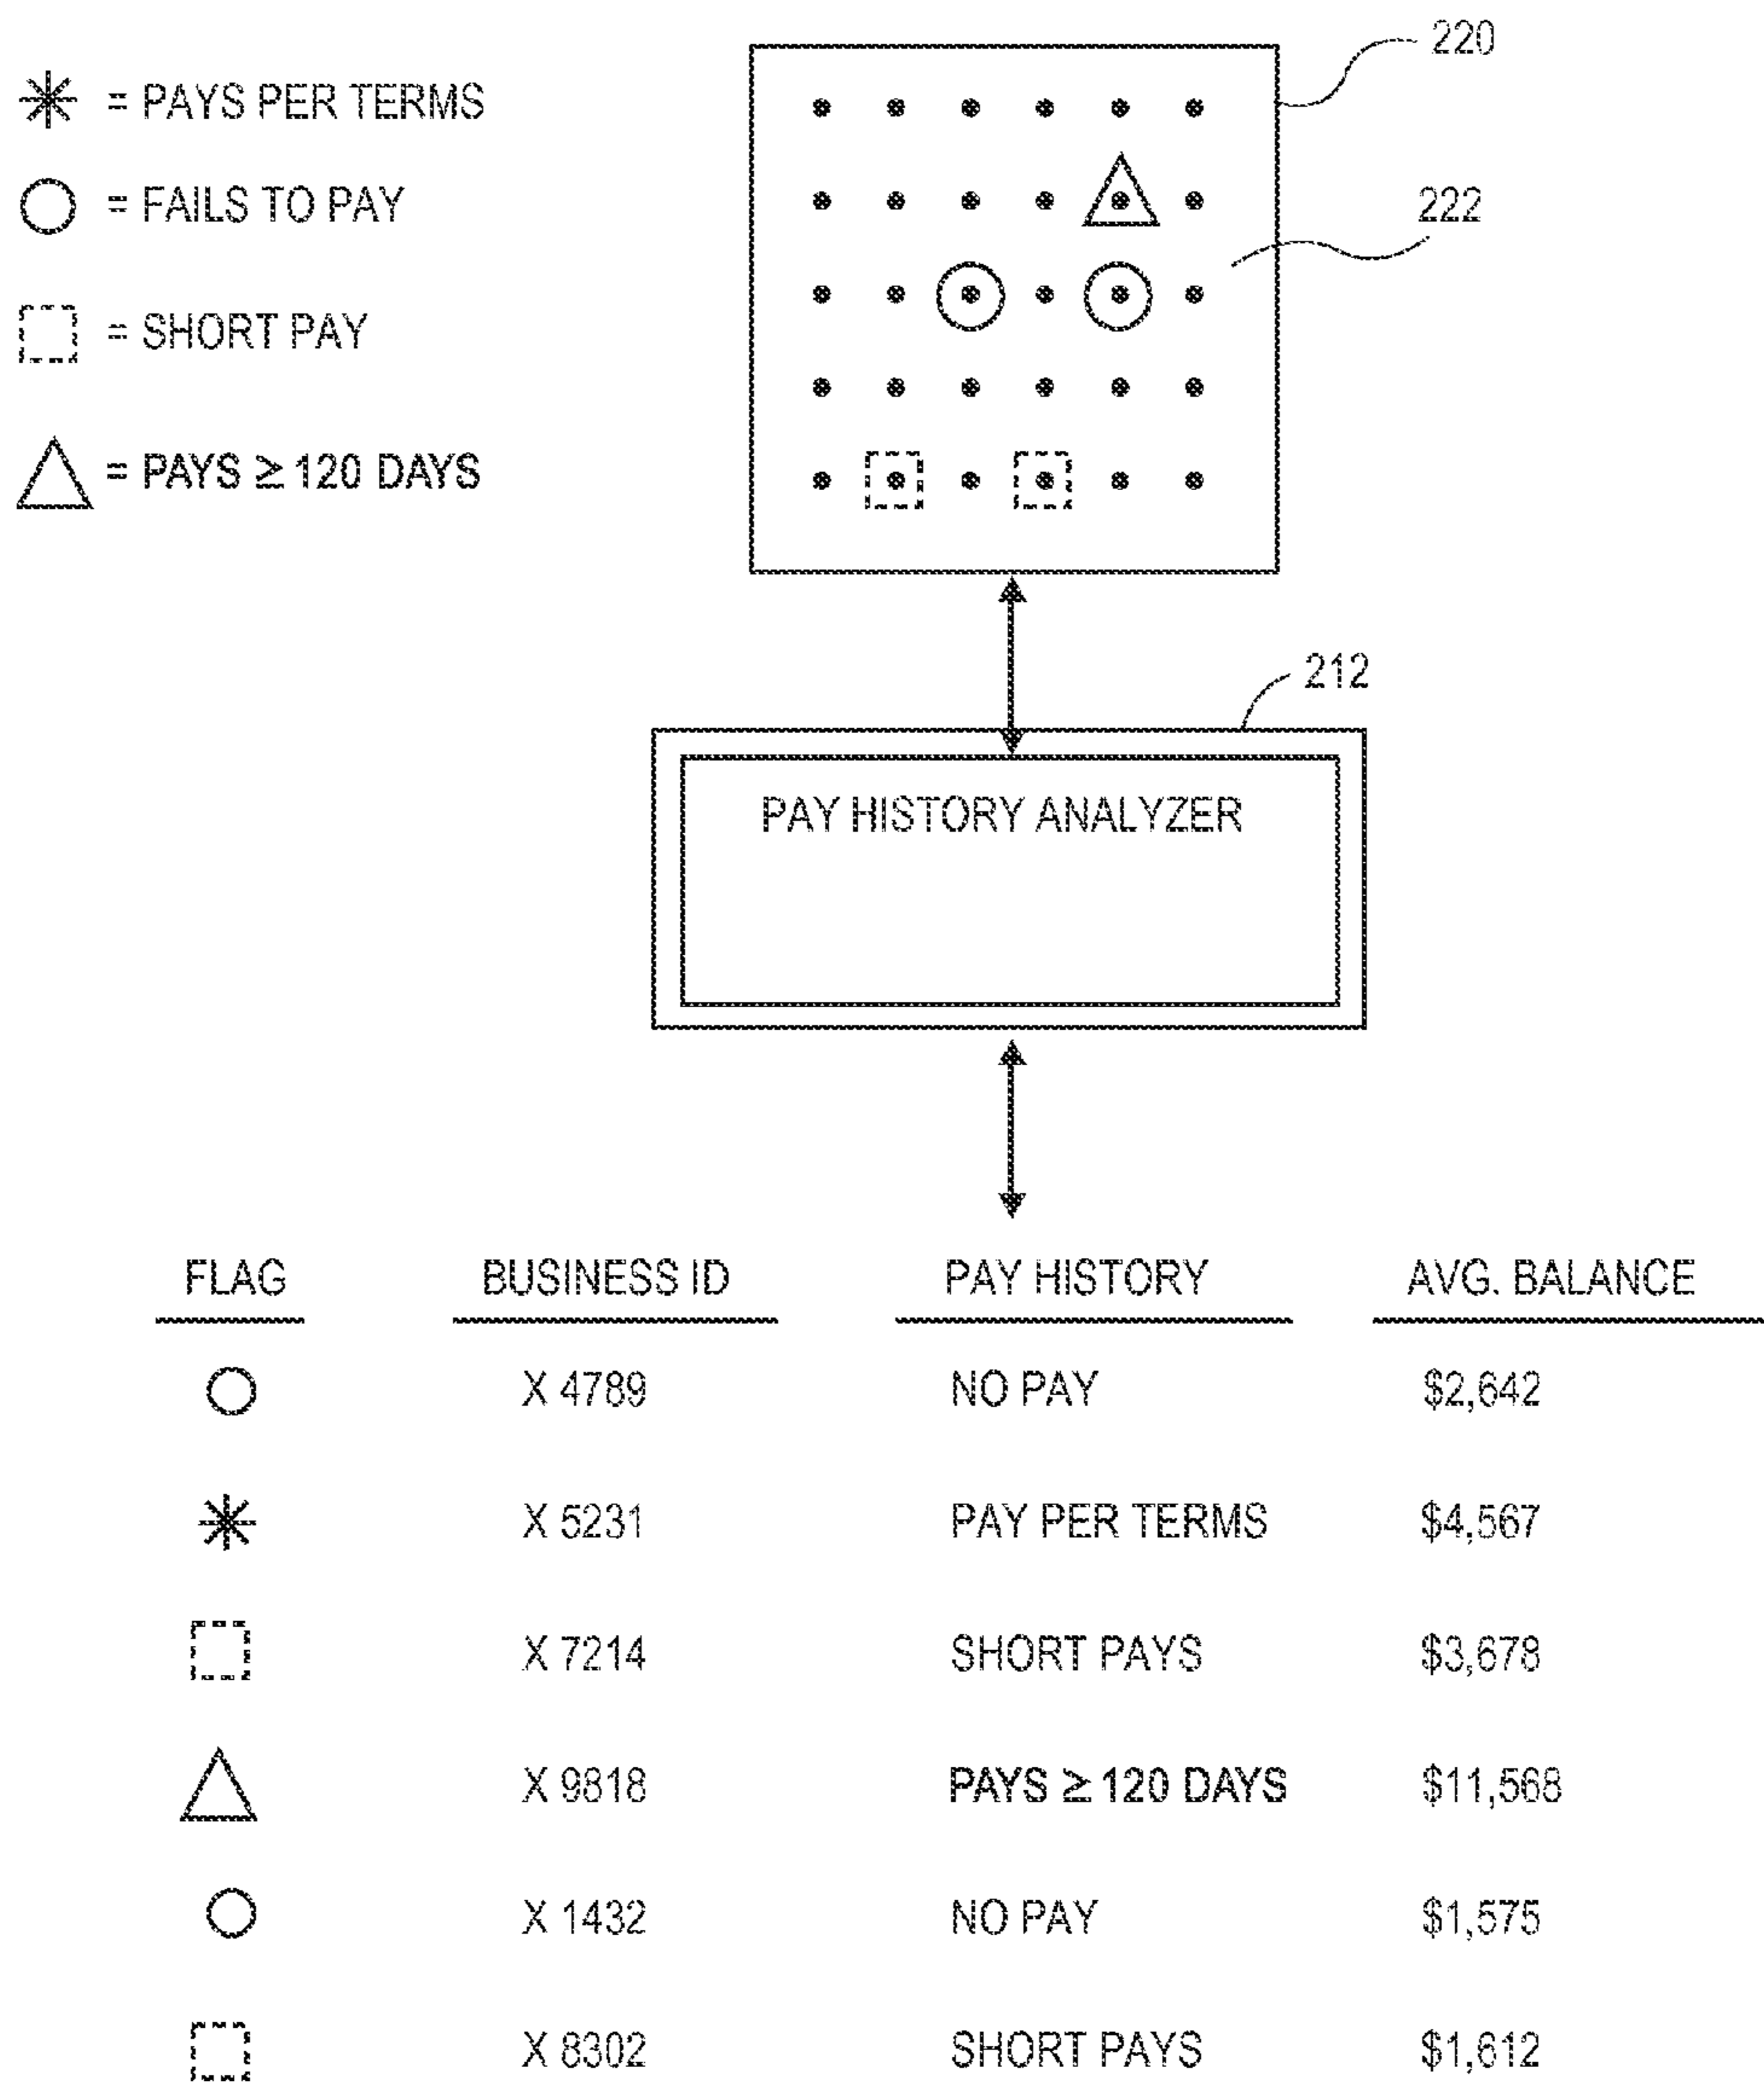 220
= PAYS PER TERMS
= FAILS TO PAY
222
= SHORT PAY
= PAYS ≥ 120 DAYS
212
PAY HISTORY ANALYZER
FLAG BUSINESS ID PAY HISTORY AVG. BALANCE
X 4789 NO PAY $2,642
X 5231 PAY PER TERMS $4,567
X 7214 SHORT PAYS $3,678
X 9818 PAYS ≥ 120 DAYS $11,568
X 1432 NO PAY $1,575
X 8302 SHORT PAYS $1,612